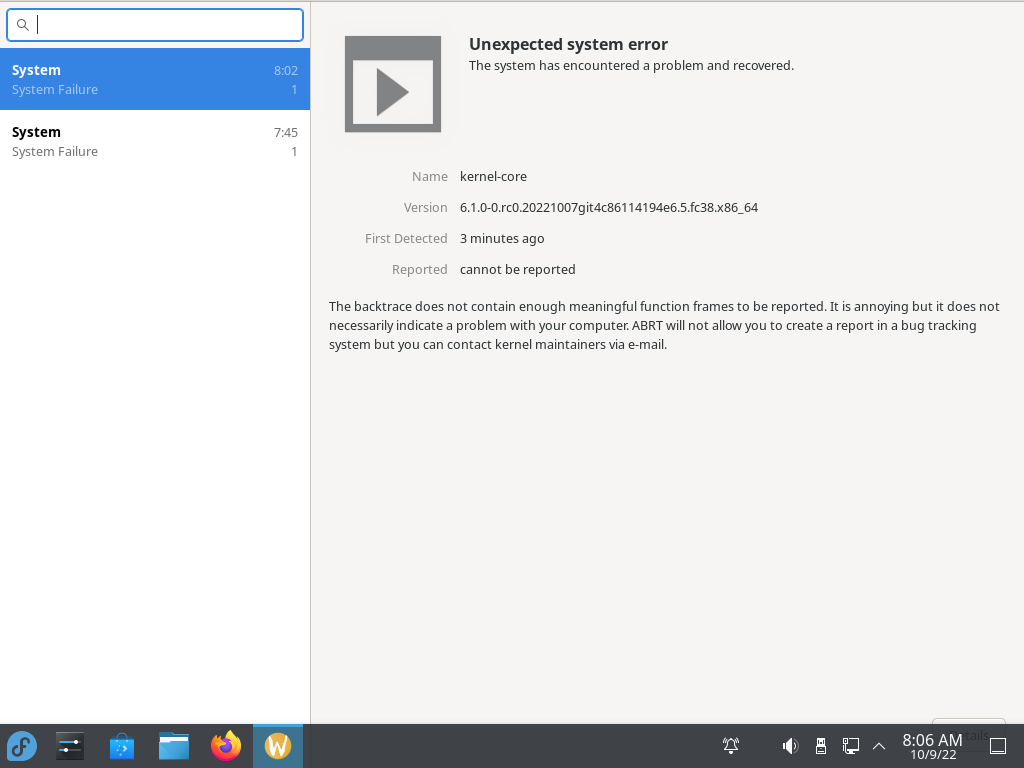 System 8:02
System Failure 1
System 7:45
System Failure 1
Unexpected system error
The system has encountered a problem and recovered.
Name kernel-core
Version 6.1.0-0.rc0.20221007git4c86114194e6.5.fc38.x86_64
First Detected 3 minutes ago
Reported cannot be reported
The backtrace does not contain enough meaningful function frames to be reported. It is annoying but it does not
necessarily indicate a problem with your computer. ABRT will not allow you to create a report in a bug tracking
system but you can contact kernel maintainers via e-mail.
W
8:06 AM
10/9/22